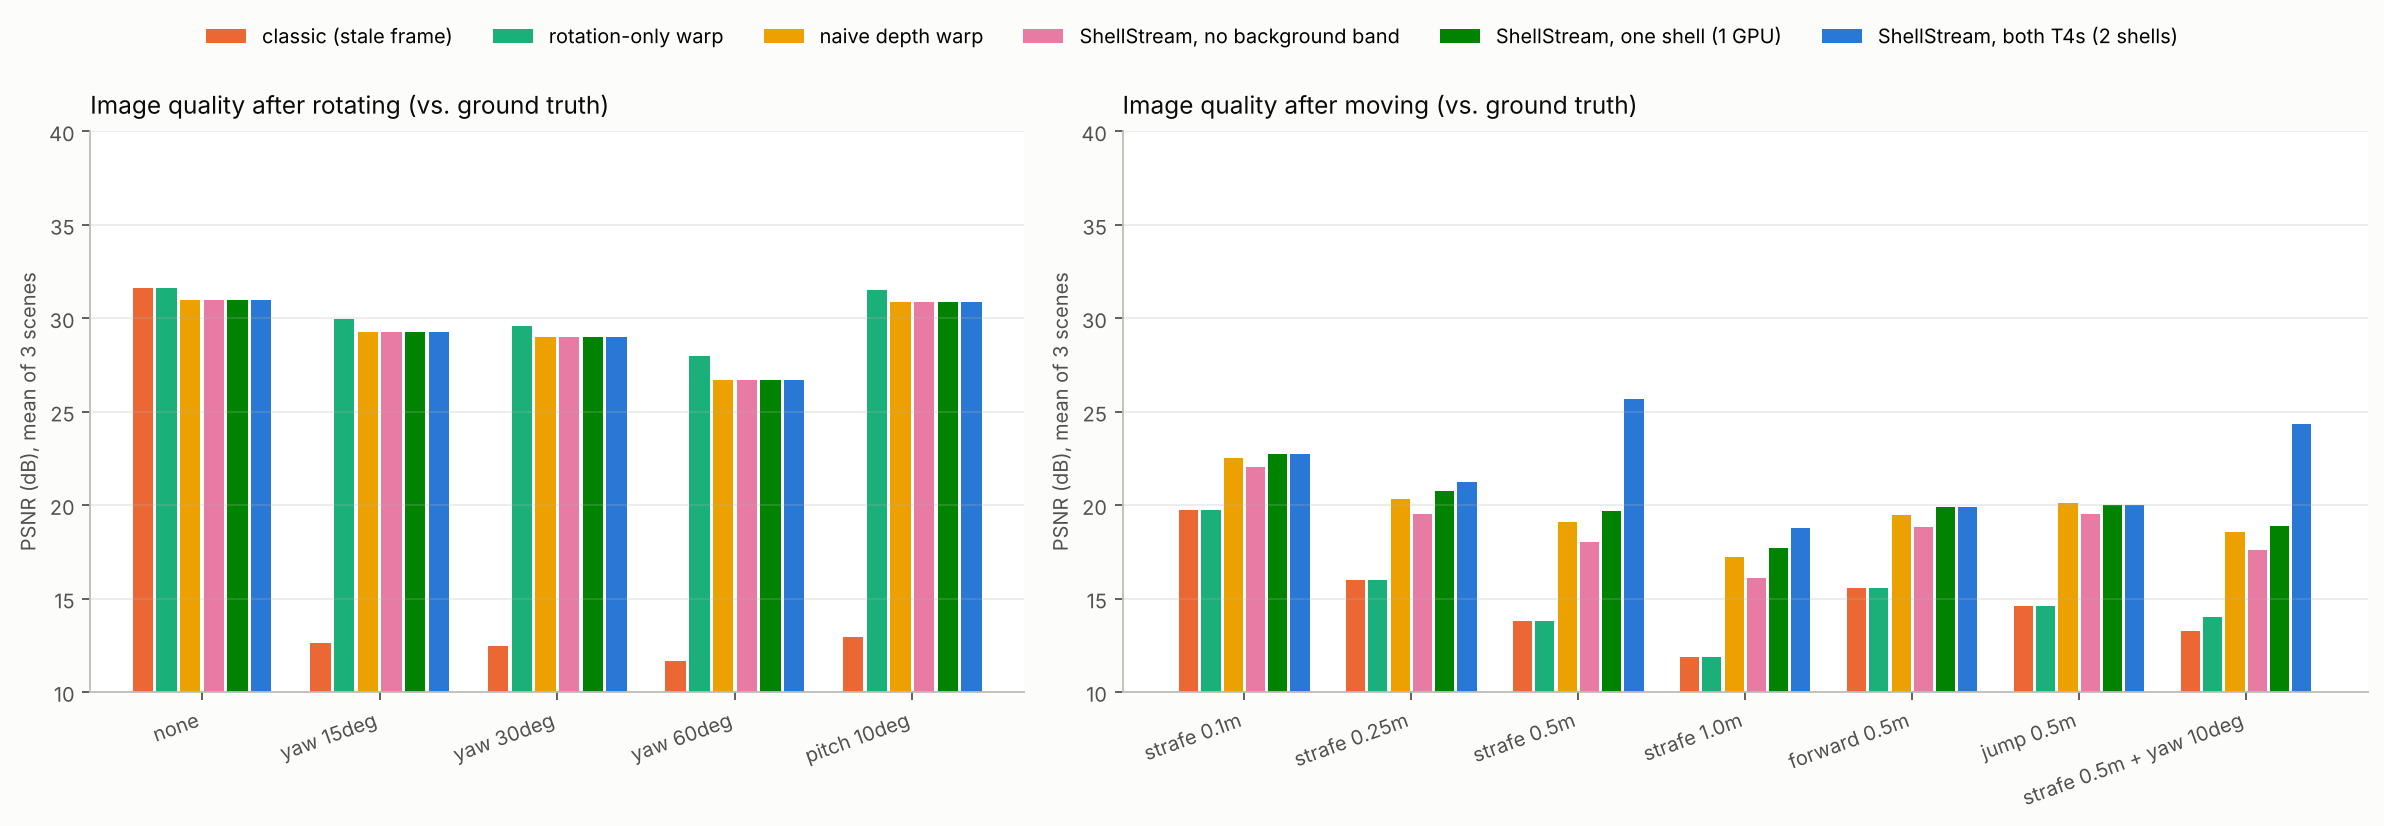 classic (stale frame) rotation-only warp naive depth warp ShellStream, no background band ShellStream, one shell (1 GPU) ShellStream, both T4s (2 shells)
Image quality after rotating (vs. ground truth)
PSNR (dB), mean of 3 scenes
40
35
30
25
20
15
10
none yaw 15deg yaw 30deg yaw 60deg pitch 10deg
Image quality after moving (vs. ground truth)
PSNR (dB), mean of 3 scenes
40
35
30
25
20
15
10
strafe 0.1m strafe 0.25m strafe 0.5m strafe 1.0m forward 0.5m jump 0.5m strafe 0.5m + yaw 10deg